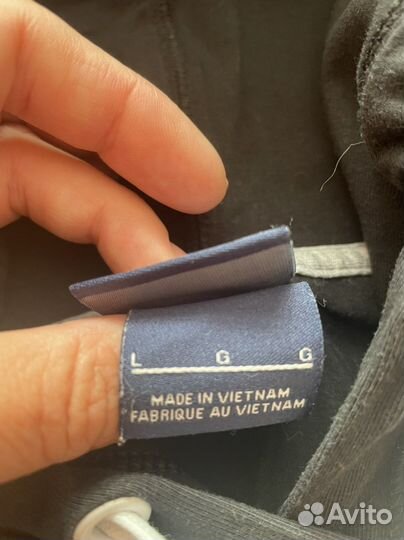 L G G
MADE IN VIETNAM
FABRIQUE AU VIETNAM
Avito